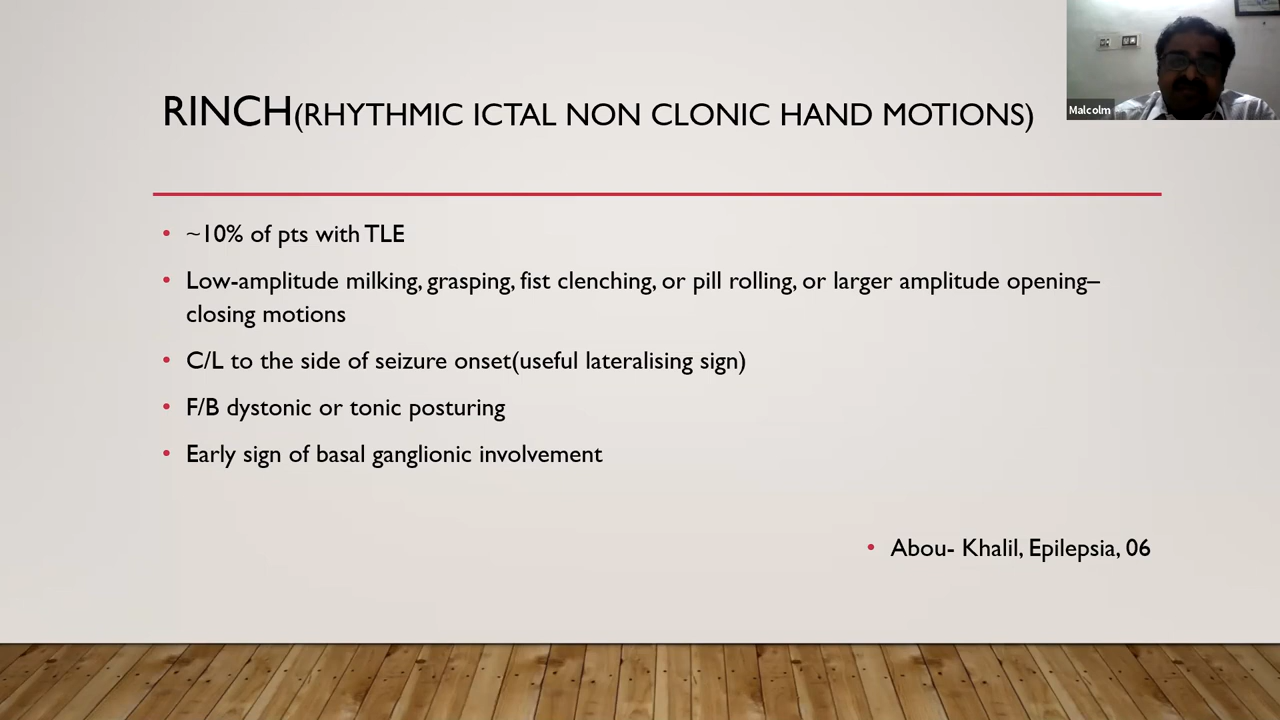 RINCH(RHYTHMIC ICTAL NON CLONIC HAND MOTIONS)
Malcolm
• ~10% of pts with TLE
• Low-amplitude milking, grasping, fist clenching, or pill rolling, or larger amplitude opening–
closing motions
• C/L to the side of seizure onset(useful lateralising sign)
• F/B dystonic or tonic posturing
• Early sign of basal ganglionic involvement
• Abou- Khalil, Epilepsia, 06